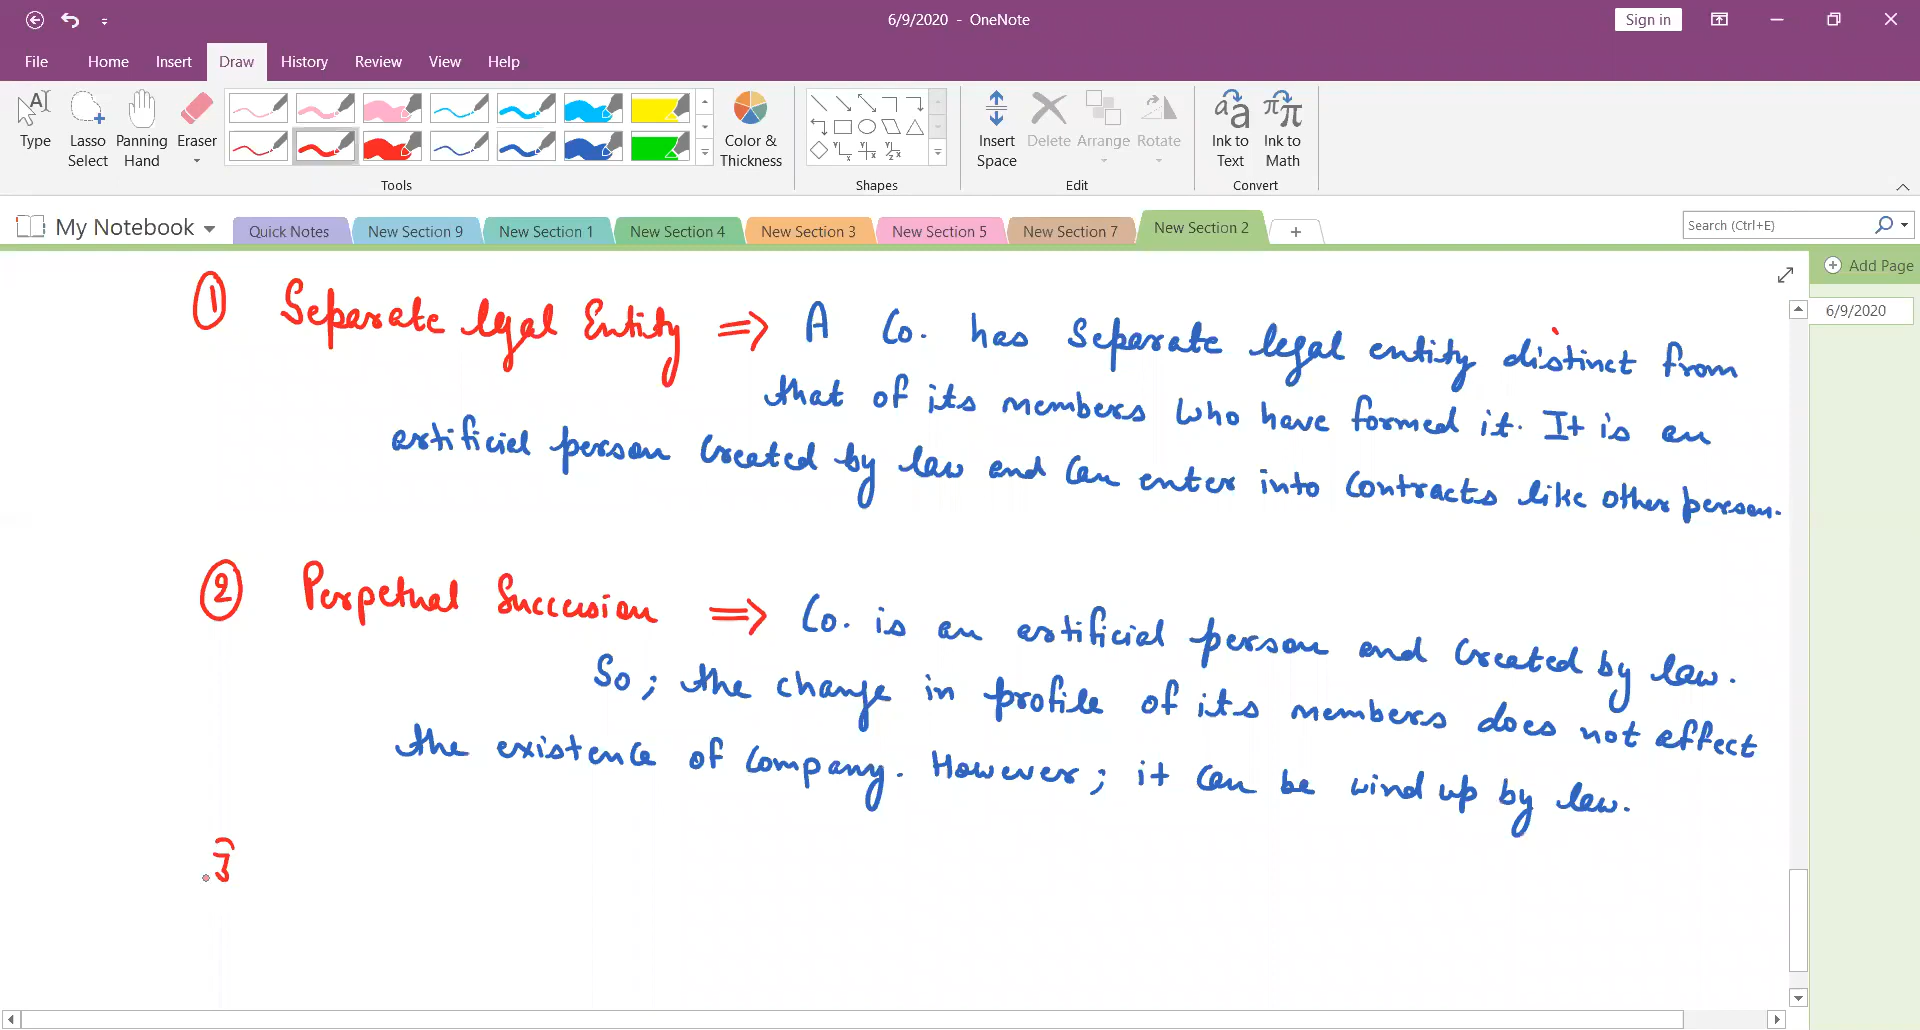 6/9/2020 - OneNote
Sign in
File Home Insert Draw History Review View Help
Type
Lasso Select
Panning Hand
Eraser
Color & Thickness
Insert Space
Delete
Arrange
Rotate
Ink to Text
Ink to Math
Tools Shapes Edit Convert
My Notebook Quick Notes New Section 9 New Section 1 New Section 4 New Section 3 New Section 5 New Section 7 New Section 2 + Search (Ctrl+E)
Add Page
6/9/2020
① Separate legal Entity ⇒ A Co. has separate legal entity distinct from
that of its members who have formed it. It is an
artificial person created by law and can enter into contracts like other person.
② Perpetual Succession ⇒ Co. is an artificial person and created by law.
So; the change in profile of its members does not affect
the existence of company. However; it can be wind up by law.
3